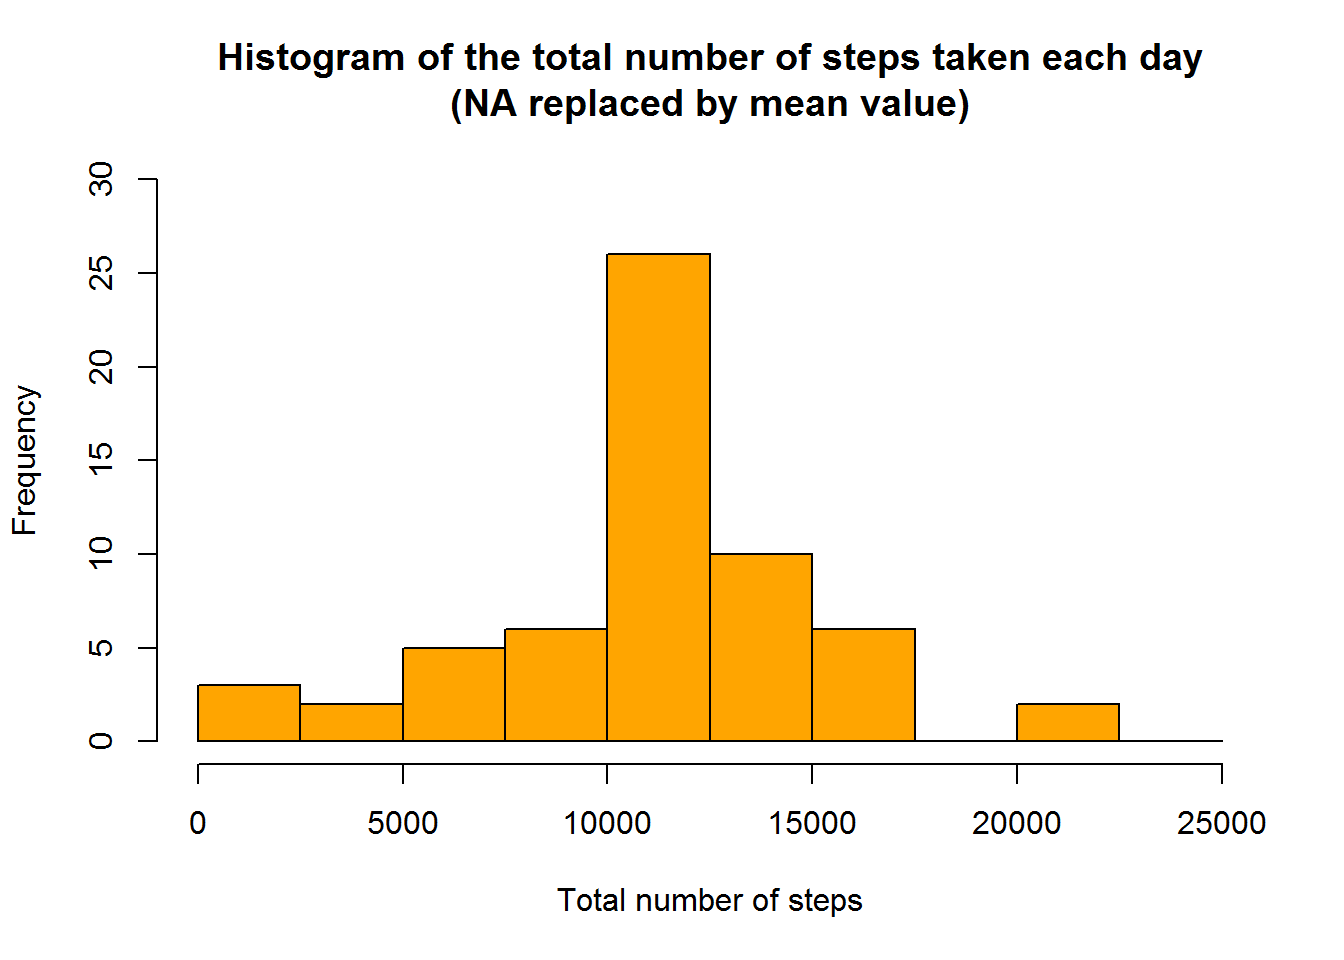 Histogram of the total number of steps taken each day
(NA replaced by mean value)
30
25
20
15
10
5
0
Frequency
0 5000 10000 15000 20000 25000
Total number of steps